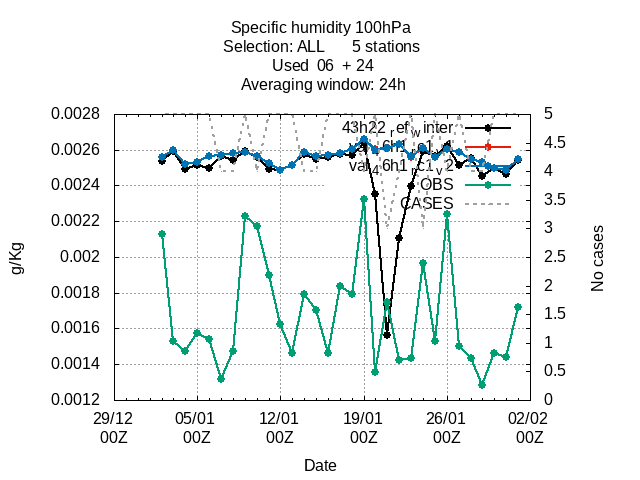 Specific humidity 100hPa
Selection: ALL 5 stations
Used 06 + 24
Averaging window: 24h
43h22_ref_winter
OBS
CASES
0.0028
0.0026
0.0024
0.0022
0.002
0.0018
0.0016
0.0014
0.0012
5
4.5
4
3.5
3
2.5
2
1.5
1
0.5
0
g/Kg
No cases
29/12 05/01 12/01 19/01 26/01 02/02
00Z 00Z 00Z 00Z 00Z 00Z
Date